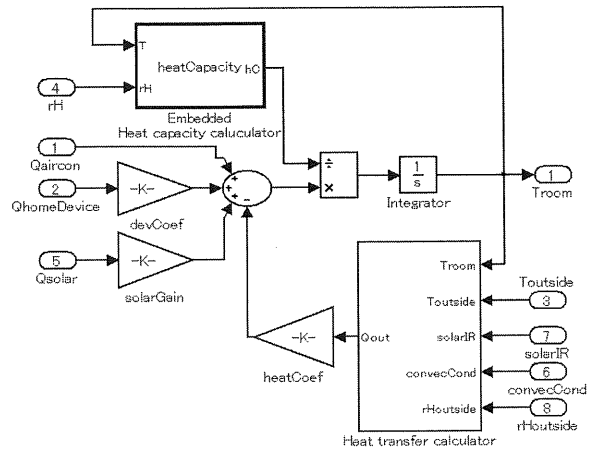 T
heatCapacity hC
rH
4
rH
Embedded
Heat capacity caluculator
1
Qaircon
÷
×
1
s
Integrator
1
Troom
2
QhomeDevice
-K-
devCoef
+
+
+
-
5
Qsolar
-K-
solarGain
Troom
Toutside
Toutside
3
-K-
heatCoef
Qout
solarIR
7
solarIR
convecCond
6
convecCond
rHoutside
8
rHoutside
Heat transfer calculator